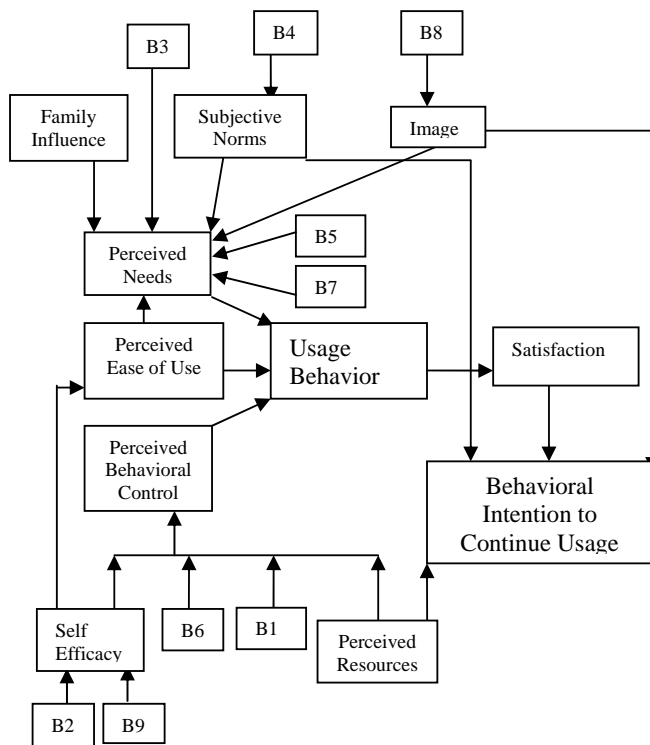 B3
B4
B8
Family
Influence
Subjective
Norms
Image
B5
Perceived
Needs
B7
Perceived
Ease of Use
Usage
Behavior
Satisfaction
Perceived
Behavioral
Control
Behavioral
Intention to
Continue Usage
Self
Efficacy
B6
B1
Perceived
Resources
B2
B9